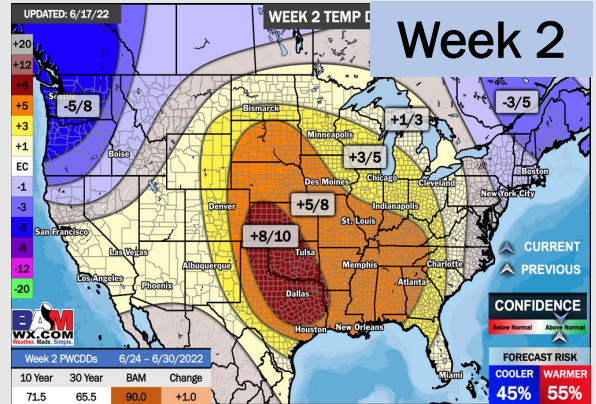 UPDATED: 6/17/22
WEEK 2 TEMP D
Week 2
+20
+12
+8
+5
+3
+1
EC
-1
-3
-5
-8
-12
-20
Seattle
-5/8
Boise
Bismarck
Minneapolis
+1/3
-3/5
+3/5
Boston
Des Moines
Chicago
Cleveland
New York City
Denver
+5/8
Indianapolis
San Francisco
+8/10
St. Louis
Las Vegas
Tulsa
Los Angeles
Albuquerque
Memphis
Charlotte
Phoenix
Dallas
Atlanta
Houston
New Orleans
Miami
CURRENT
PREVIOUS
CONFIDENCE
Below Normal
Above Normal
FORECAST RISK
COOLER
WARMER
45%
55%
BAM
WX.COM
Weather. Made. Simple.
Week 2 PWCDDs 6/24 – 6/30/2022
10 Year 30 Year BAM Change
71.5 65.5 90.0 +1.0